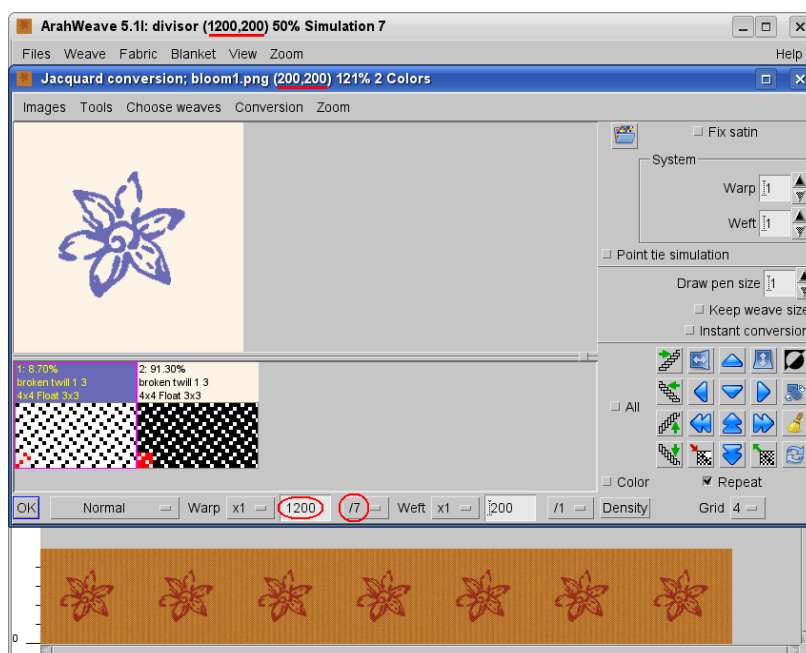 ArahWeave 5.1l: divisor (1200,200) 50% Simulation 7
Files Weave Fabric Blanket View Zoom Help
Jacquard conversion; bloom1.png (200,200) 121% 2 Colors
Images Tools Choose weaves Conversion Zoom
Fix satin
System
Warp 1
Weft 1
Point tie simulation
Draw pen size 1
Keep weave size
Instant conversion
1: 8.70%
broken twill 1 3
4x4 Float 3x3
2: 91.30%
broken twill 1 3
4x4 Float 3x3
All
Color Repeat
OK Normal Warp x1 1200 /7 Weft x1 200 /1 Density Grid 4
0